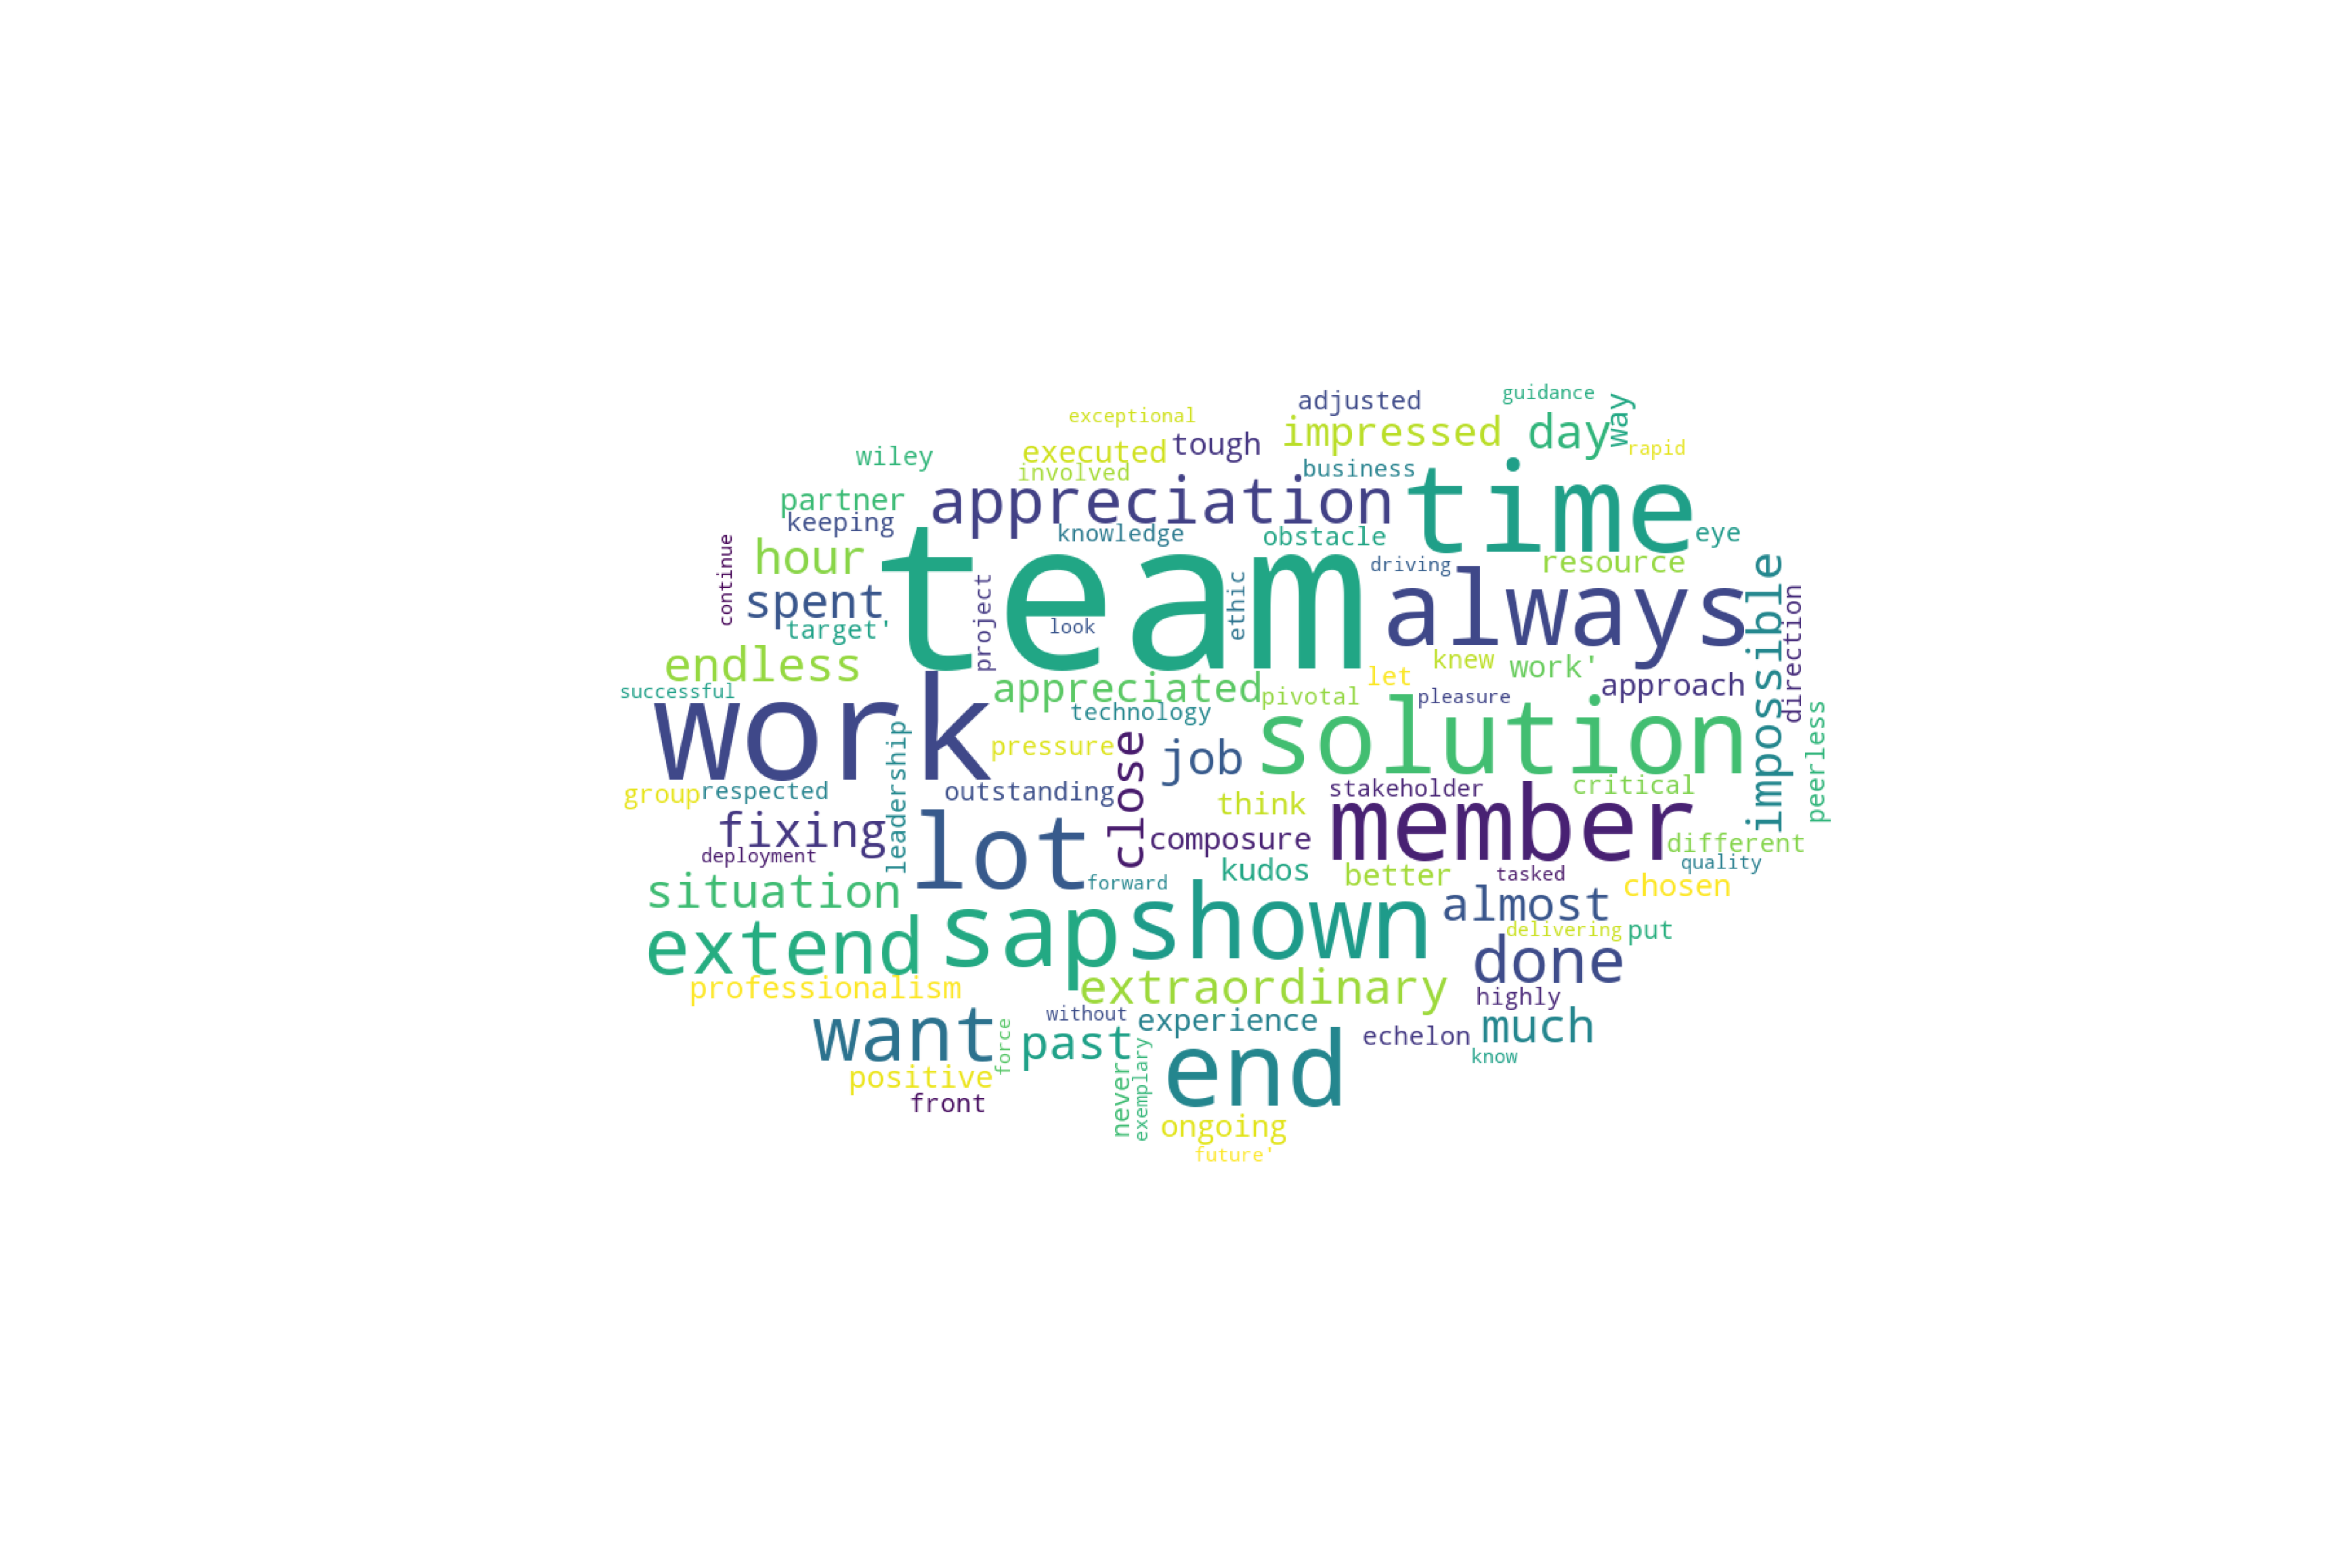 guidance
adjusted
exceptional
impressed
day
way
rapid
executed
tough
wiley
involved
business
time
partner
appreciation
keeping
knowledge
obstacle
eye
hour
team
driving
resource
continue
spent
project
look
ethic
always
impossible
direction
target'
endless
appreciated
let
knew
work'
approach
successful
work
pivotal
pleasure
technology
solution
peerless
leadership
pressure
close
job
group
respected
outstanding
stakeholder
critical
think
member
fixing
lot
composure
different
deployment
quality
kudos
better
tasked
situation
forward
chosen
almost
extend
sap
shown
delivering
put
done
professionalism
extraordinary
highly
want
force
without
experience
past
echelon
much
know
positive
never
exemplary
end
front
ongoing
future'